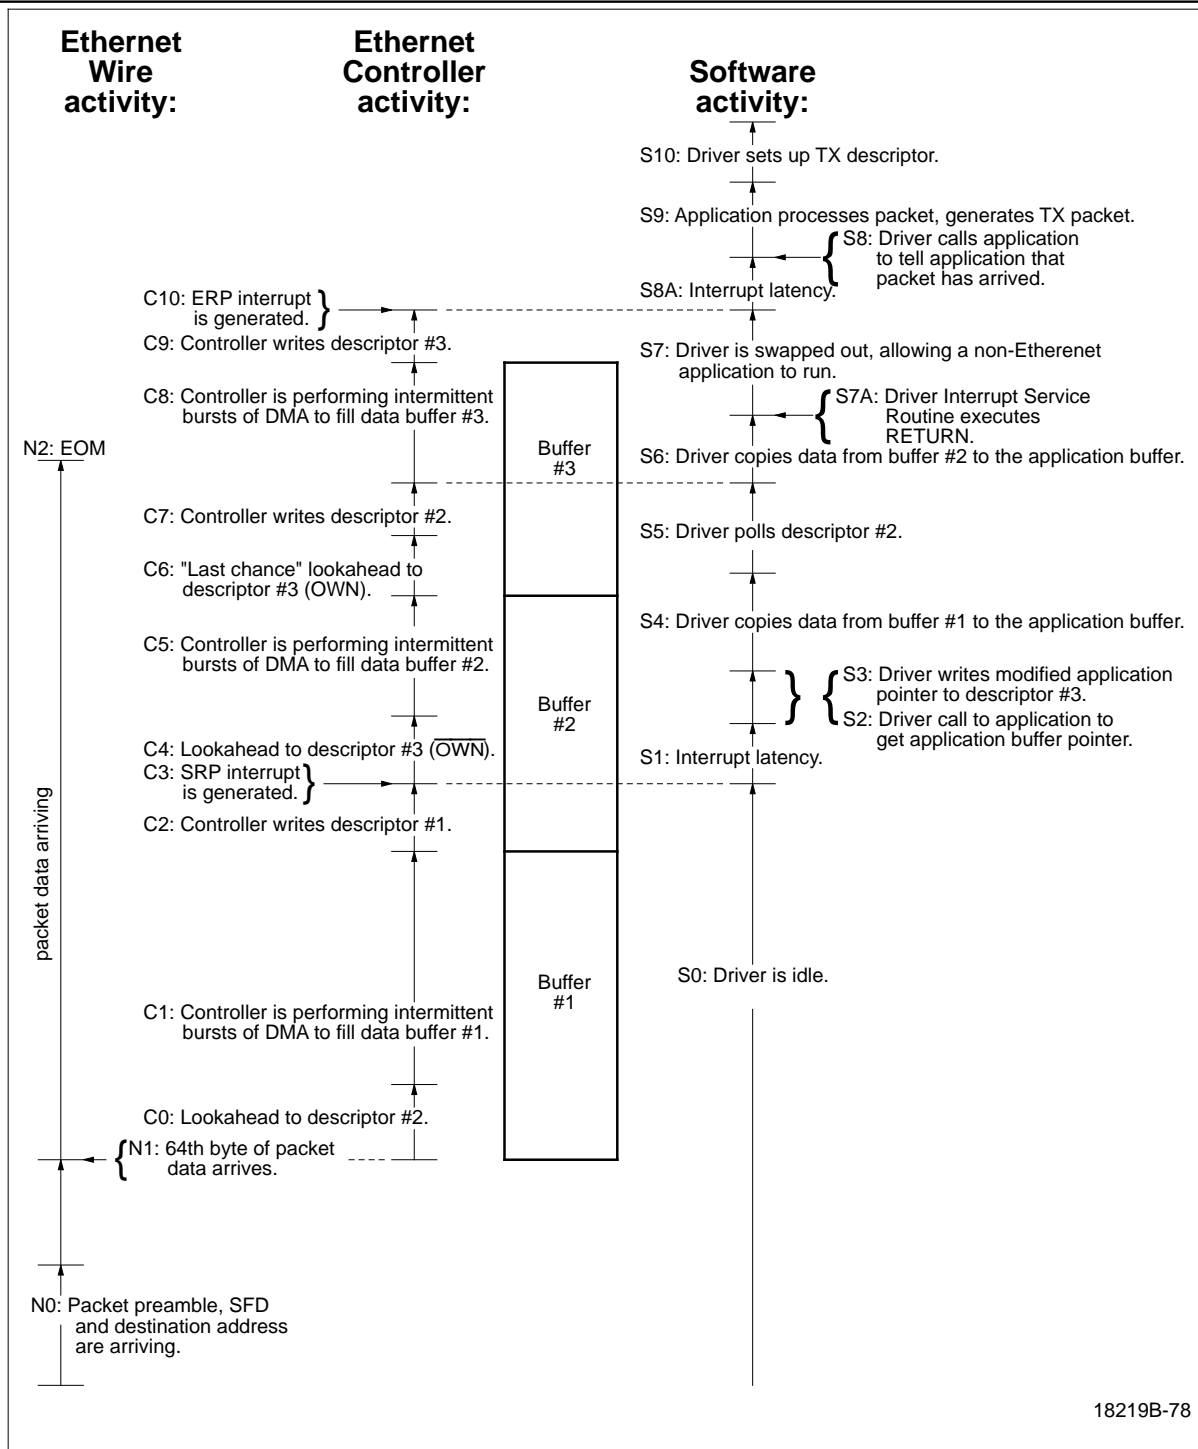 Ethernet
Wire
activity:
Ethernet
Controller
activity:
Software
activity:
S10: Driver sets up TX descriptor.
S9: Application processes packet, generates TX packet.
S8: Driver calls application
to tell application that
packet has arrived.
S8A: Interrupt latency.
C10: ERP interrupt
is generated.
C9: Controller writes descriptor #3.
S7: Driver is swapped out, allowing a non-Etherenet
application to run.
C8: Controller is performing intermittent
bursts of DMA to fill data buffer #3.
S7A: Driver Interrupt Service
Routine executes
RETURN.
N2: EOM
Buffer
#3
S6: Driver copies data from buffer #2 to the application buffer.
C7: Controller writes descriptor #2.
S5: Driver polls descriptor #2.
C6: "Last chance" lookahead to
descriptor #3 (OWN).
S4: Driver copies data from buffer #1 to the application buffer.
C5: Controller is performing intermittent
bursts of DMA to fill data buffer #2.
S3: Driver writes modified application
pointer to descriptor #3.
Buffer
#2
S2: Driver call to application to
get application buffer pointer.
C4: Lookahead to descriptor #3 (OWN).
S1: Interrupt latency.
C3: SRP interrupt
is generated.
C2: Controller writes descriptor #1.
packet data arriving
Buffer
#1
S0: Driver is idle.
C1: Controller is performing intermittent
bursts of DMA to fill data buffer #1.
C0: Lookahead to descriptor #2.
N1: 64th byte of packet
data arrives.
N0: Packet preamble, SFD
and destination address
are arriving.
18219B-78